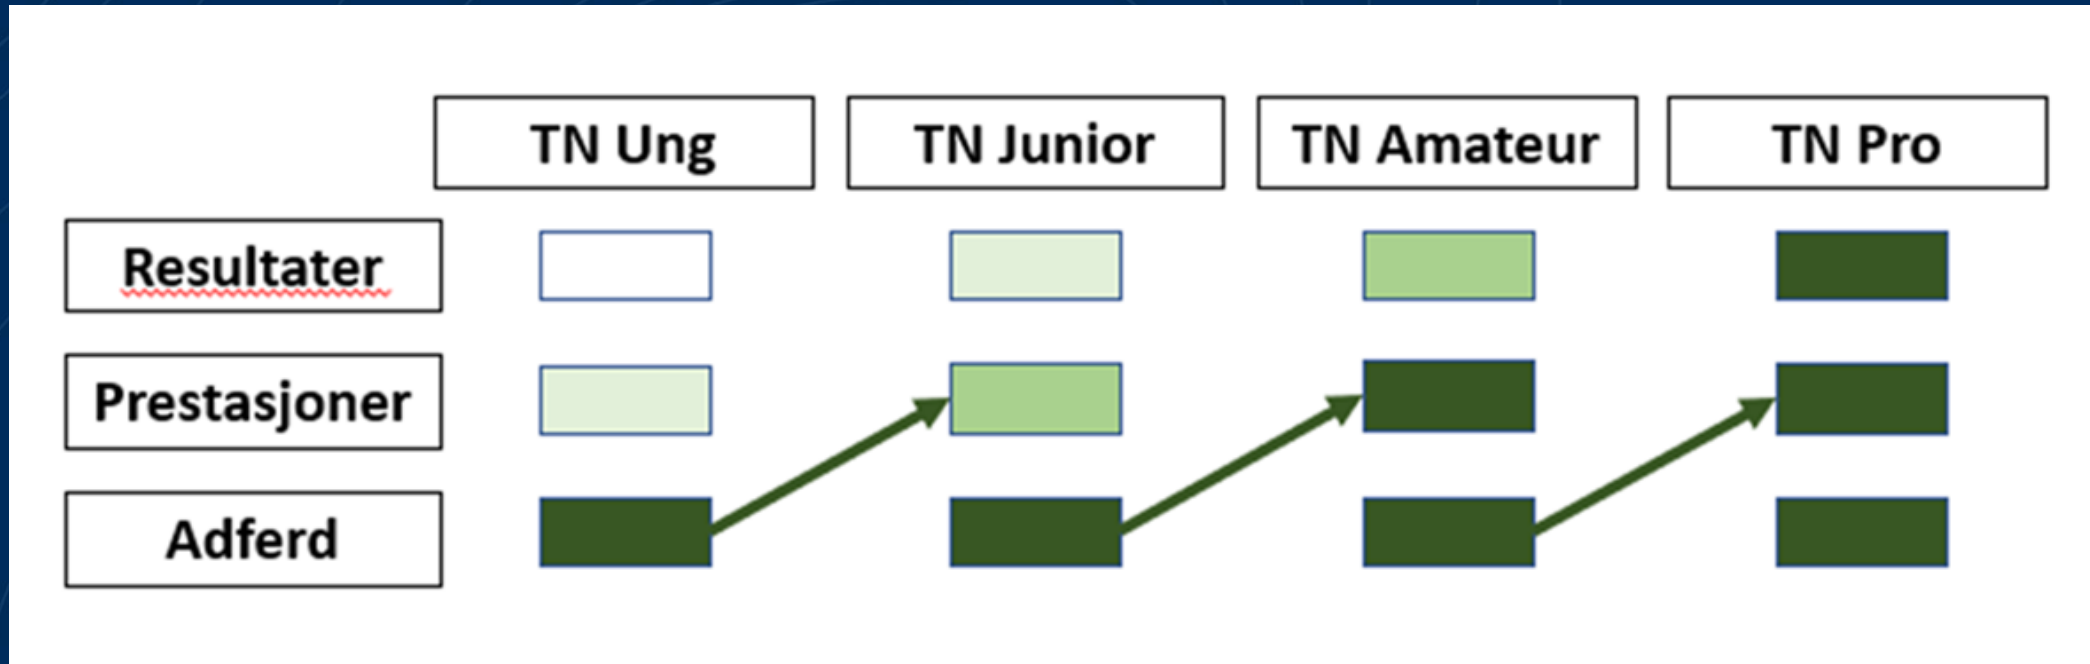 TN Ung
TN Junior
TN Amateur
TN Pro
Resultater
Prestasjoner
Adferd